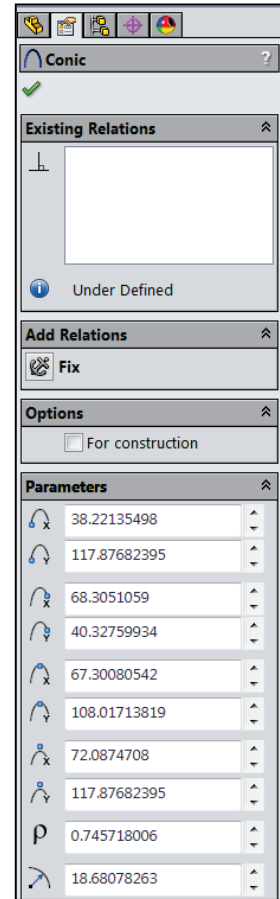 Conic
?
Existing Relations
Under Defined
Add Relations
Fix
Options
For construction
Parameters
X 38.22135498
Y 117.87682395
X 68.3051059
Y 40.32759934
X 67.30080542
Y 108.01713819
X 72.0874708
Y 117.87682395
ρ 0.745718006
18.68078263